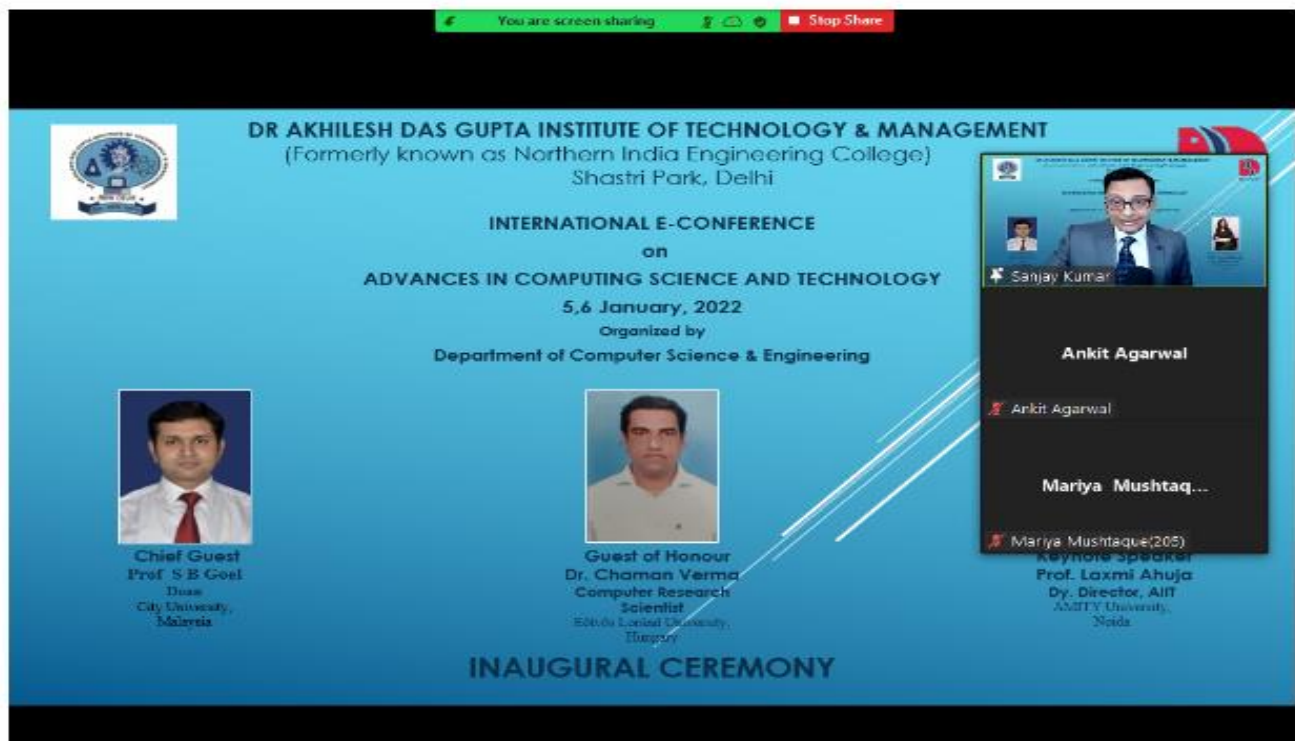 You are screen sharing
Stop Share
DR AKHILESH DAS GUPTA INSTITUTE OF TECHNOLOGY & MANAGEMENT
(Formerly known as Northern India Engineering College)
Shastri Park, Delhi
INTERNATIONAL E-CONFERENCE
on
ADVANCES IN COMPUTING SCIENCE AND TECHNOLOGY
5,6 January, 2022
Organized by
Department of Computer Science & Engineering
Sanjay Kumar
Ankit Agarwal
Ankit Agarwal
Mariya Mushtaq...
Mariya Mushtaque(205)
Chief Guest
Prof S B Goel
City University,
Malaysia
Guest of Honour
Dr. Chaman Verma
Computer Research
Scientist
University,
Hungary
Keynote Speaker
Prof. Laxmi Ahuja
Dy. Director, AIIT
AMITY University,
Noida
INAUGURAL CEREMONY